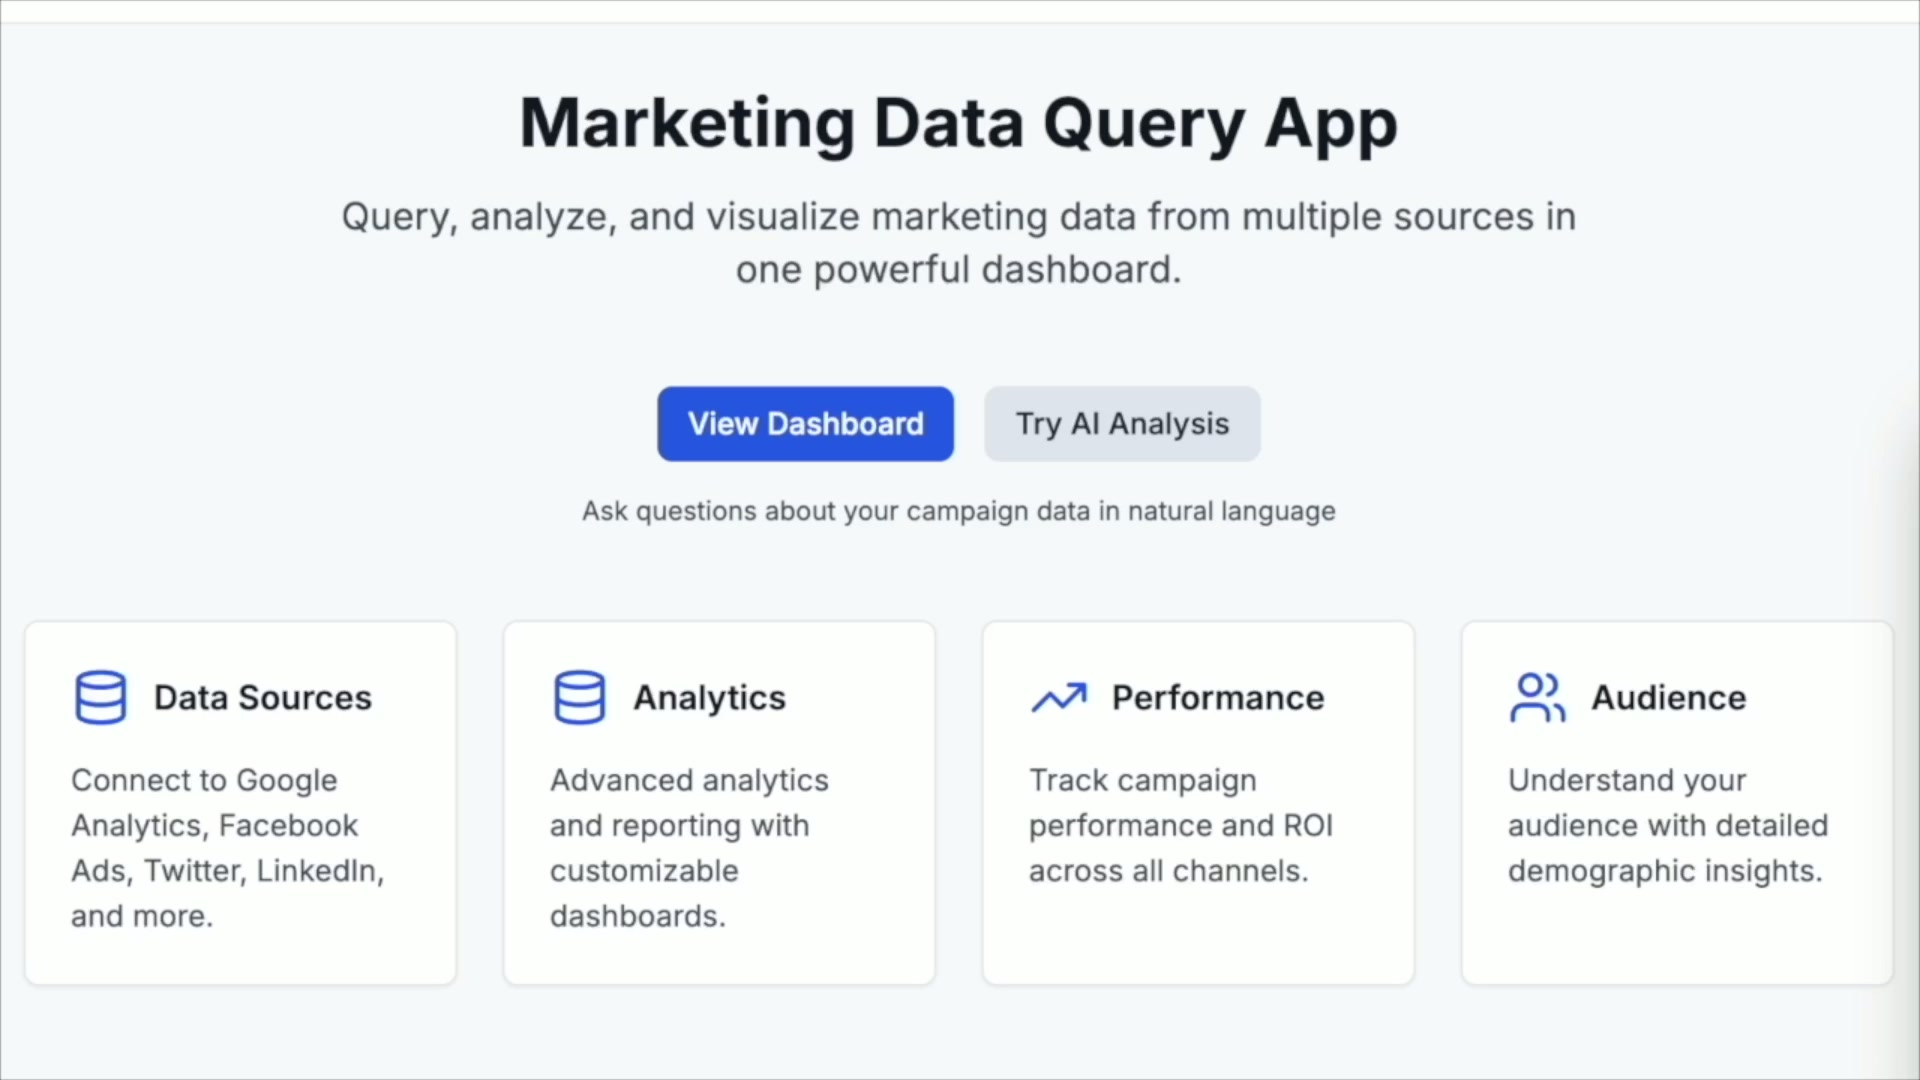 Marketing Data Query App
Query, analyze, and visualize marketing data from multiple sources in
one powerful dashboard.
View Dashboard
Try AI Analysis
Ask questions about your campaign data in natural language
Data Sources
Connect to Google
Analytics, Facebook
Ads, Twitter, LinkedIn,
and more.
Analytics
Advanced analytics
and reporting with
customizable
dashboards.
Performance
Track campaign
performance and ROI
across all channels.
Audience
Understand your
audience with detailed
demographic insights.